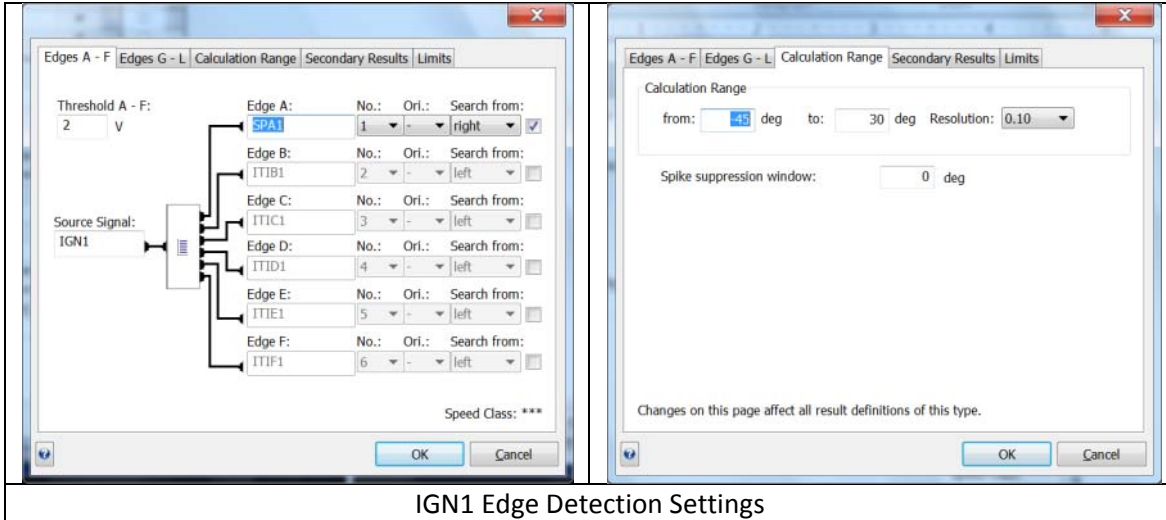 Edges A - F Edges G - L Calculation Range Secondary Results Limits
Threshold A - F: Edge A: No.: Ori.: Search from:
2 V SPA1 1 - right
Edge B: No.: Ori.: Search from:
ITIB1 2 - left
Edge C: No.: Ori.: Search from:
Source Signal: ITIC1 3 - left
IGN1 Edge D: No.: Ori.: Search from:
ITID1 4 - left
Edge E: No.: Ori.: Search from:
ITIE1 5 - left
Edge F: No.: Ori.: Search from:
ITIF1 6 - left
Speed Class: ***
OK Cancel
Edges A - F Edges G - L Calculation Range Secondary Results Limits
Calculation Range
from: -45 deg to: 30 deg Resolution: 0.10
Spike suppression window: 0 deg
Changes on this page affect all result definitions of this type.
OK Cancel
IGN1 Edge Detection Settings